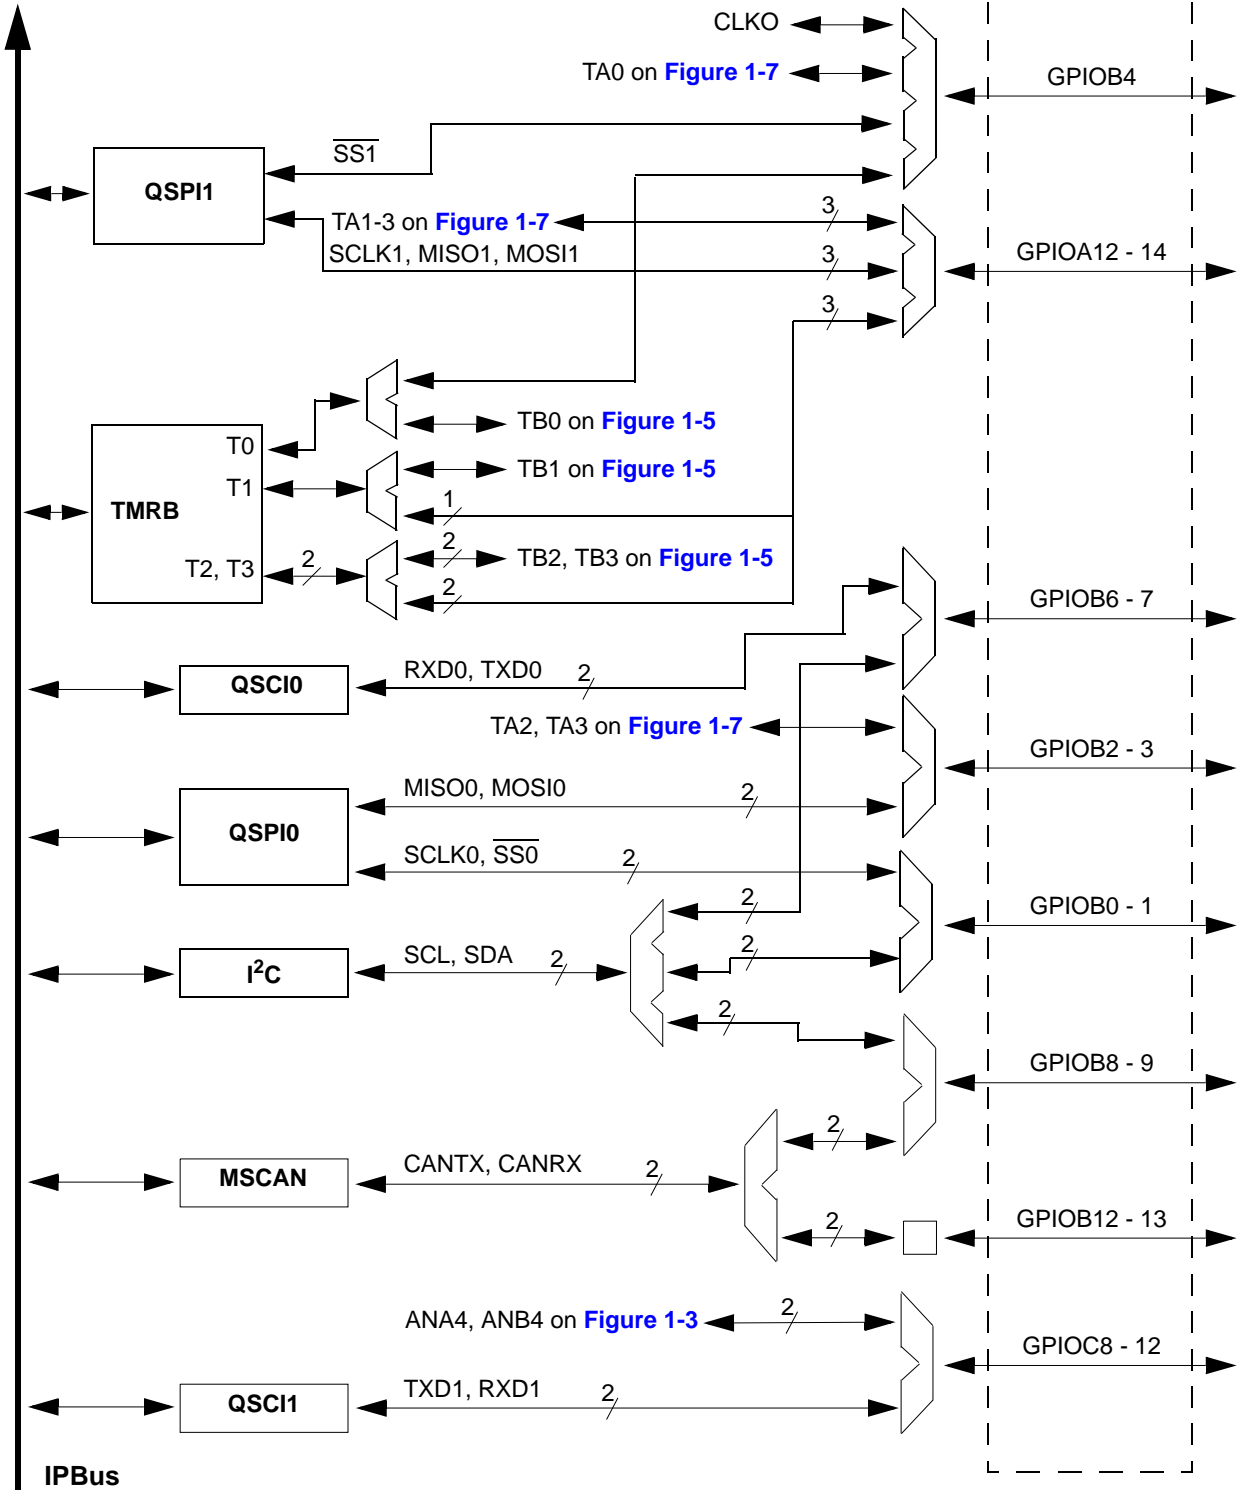 CLKO
TA0 on Figure 1-7
GPIOB4
SS1
QSPI1
TA1-3 on Figure 1-7
3
SCLK1, MISO1, MOSI1
3
GPIOA12 - 14
3
TB0 on Figure 1-5
T0
TB1 on Figure 1-5
T1
TMRB
1
2
TB2, TB3 on Figure 1-5
T2, T3
2
2
GPIOB6 - 7
RXD0, TXD0
2
QSCI0
TA2, TA3 on Figure 1-7
GPIOB2 - 3
MISO0, MOSI0
2
QSPI0
SCLK0, SS0
2
2
GPIOB0 - 1
SCL, SDA
2
2
I²C
2
GPIOB8 - 9
2
CANTX, CANRX
2
MSCAN
2
GPIOB12 - 13
ANA4, ANB4 on Figure 1-3
2
GPIOC8 - 12
TXD1, RXD1
2
QSCI1
IPBus